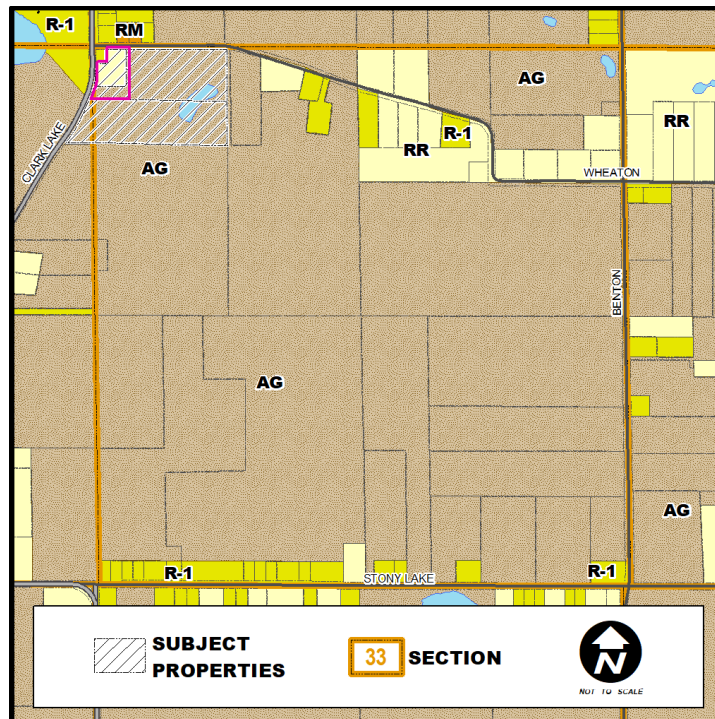 R-1
RM
AG
CLARK LAKE
R-1
RR
RR
AG
WHEATON
BENTON
AG
AG
R-1
STONY LAKE
R-1
SUBJECT
PROPERTIES
33
SECTION
N
NOT TO SCALE